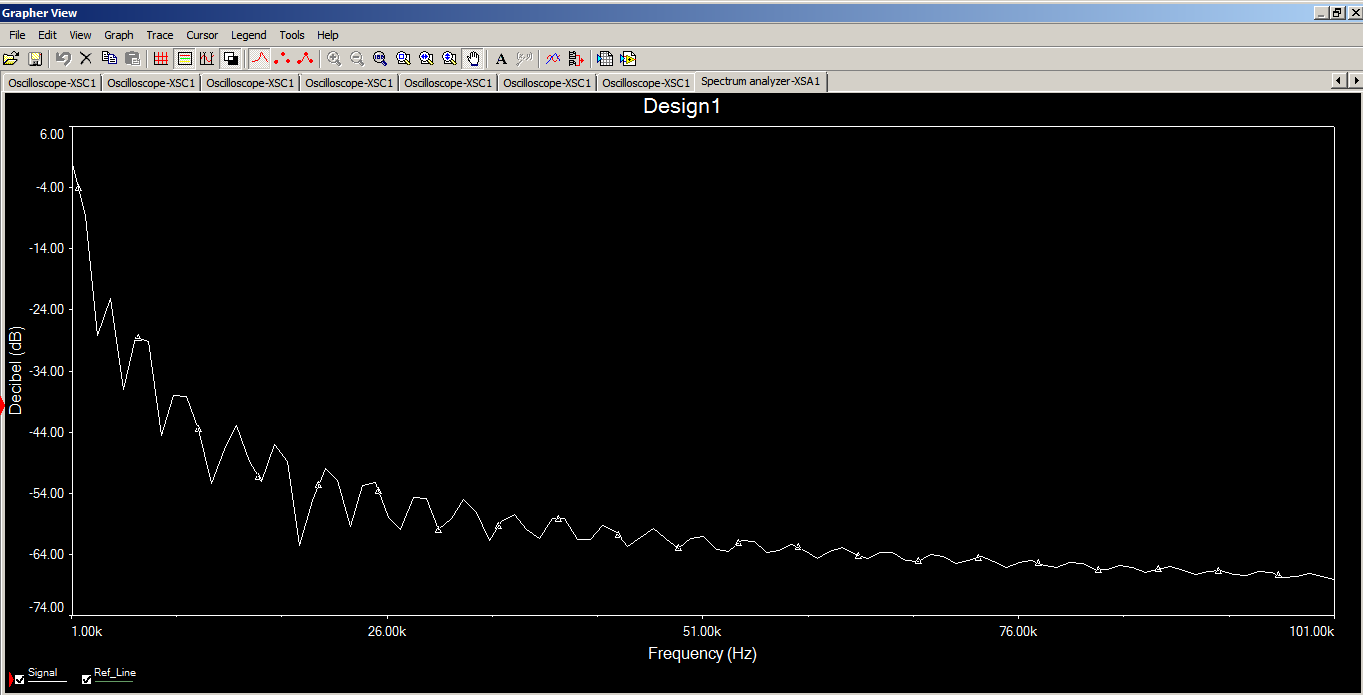 Grapher View
File Edit View Graph Trace Cursor Legend Tools Help
Oscilloscope-XSC1 Oscilloscope-XSC1 Oscilloscope-XSC1 Oscilloscope-XSC1 Oscilloscope-XSC1 Oscilloscope-XSC1 Oscilloscope-XSC1 Spectrum analyzer-XSA1
Design1
6.00
-4.00
-14.00
-24.00
-34.00
-44.00
-54.00
-64.00
-74.00
Decibel (dB)
1.00k 26.00k 51.00k 76.00k 101.00k
Frequency (Hz)
Signal Ref_Line